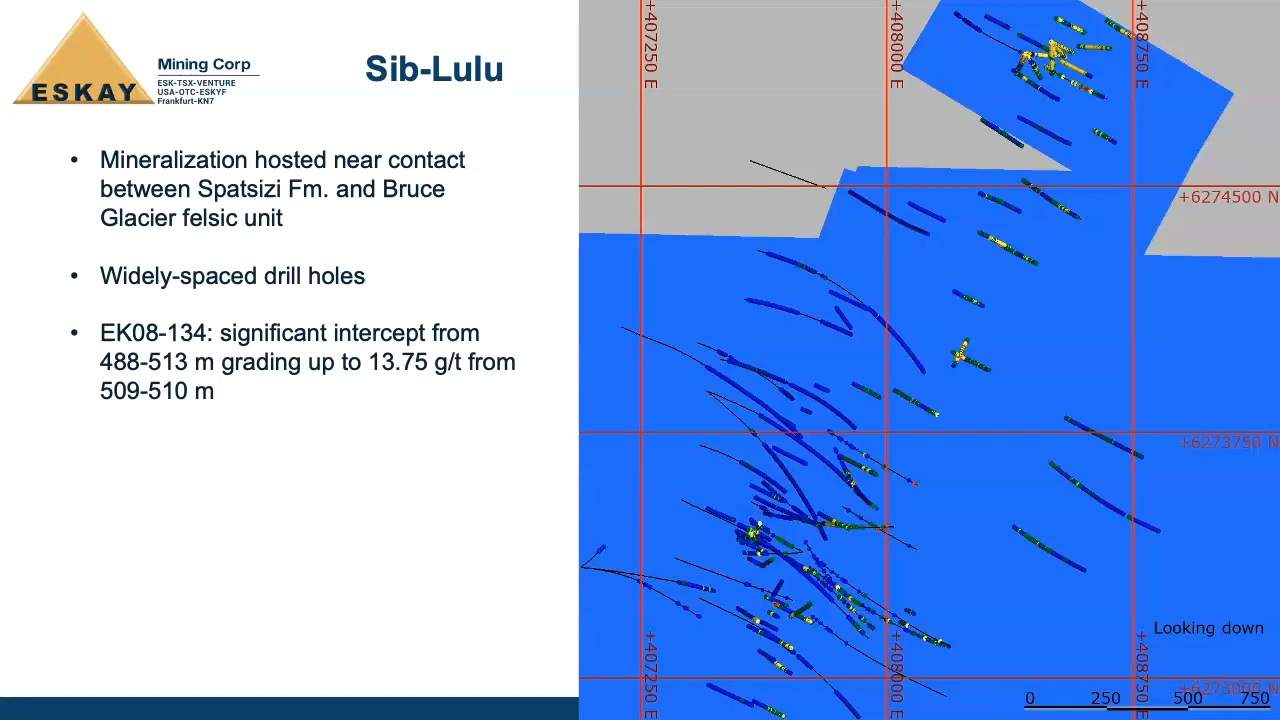 ESKAY
Mining Corp
ESK-TSX-VENTURE
USA-OTC-ESKYF
Frankfurt-KN7
Sib-Lulu
• Mineralization hosted near contact
between Spatsizi Fm. and Bruce
Glacier felsic unit
• Widely-spaced drill holes
• EK08-134: significant intercept from
488-513 m grading up to 13.75 g/t from
509-510 m
+407250 E
+408000 E
+408750 E
+6274500 N
+6273750 N
Looking down
+407250 E
+408000 E
+408750 E
+6273000 N
0 250 500 750